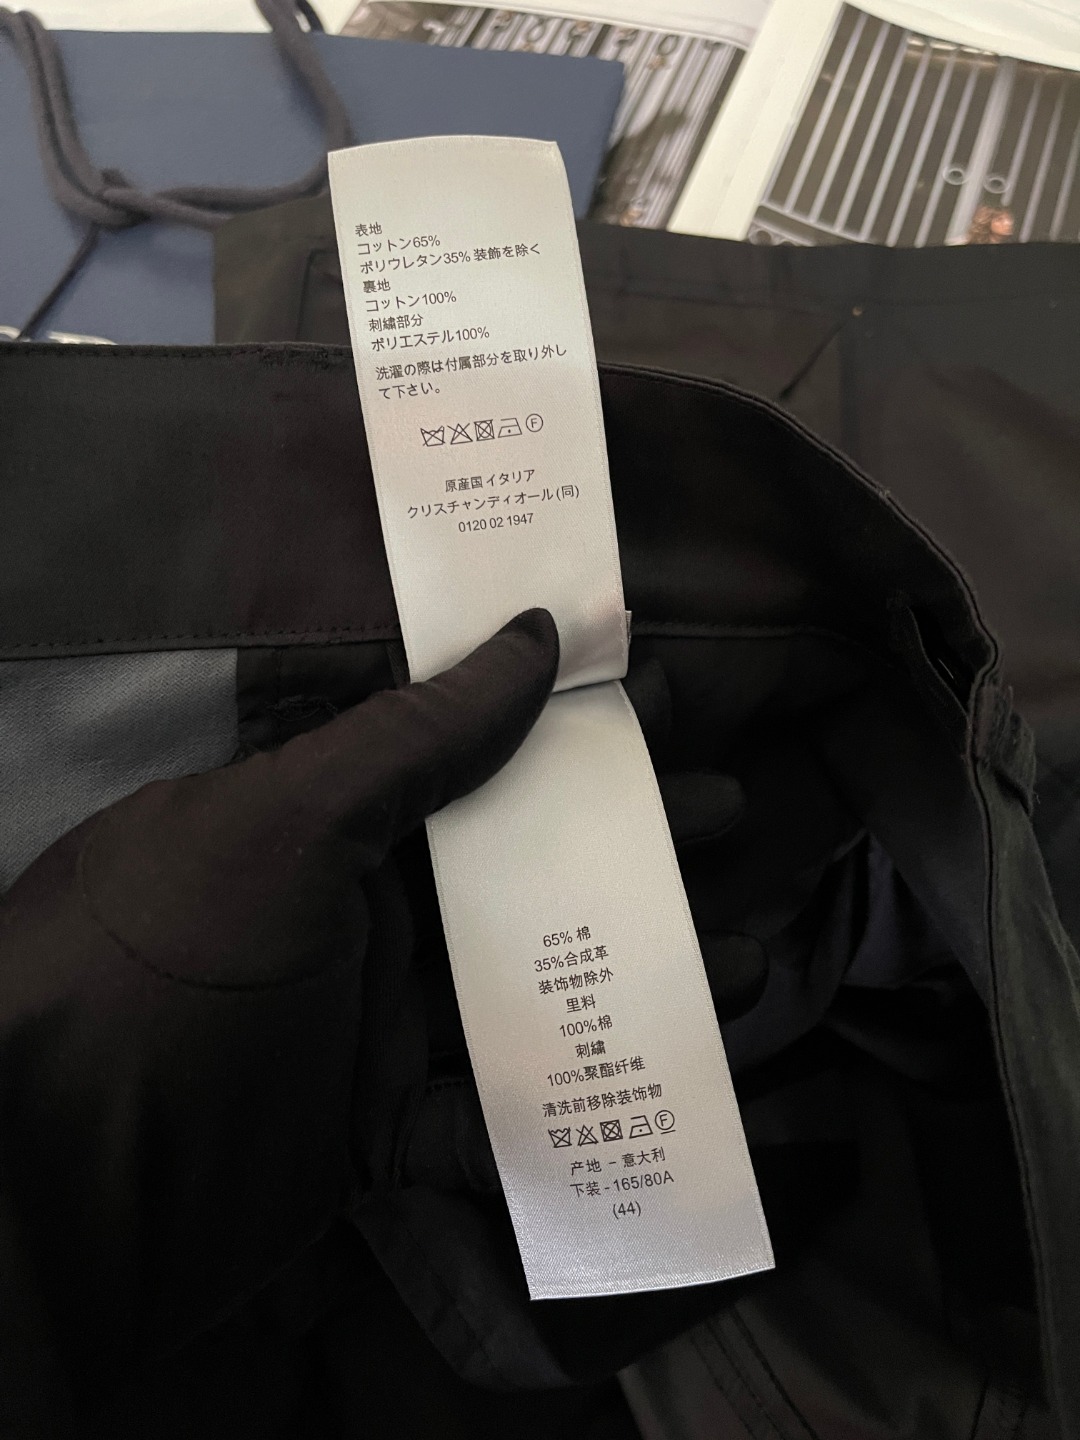 表地
コットン65%
ポリウレタン35% 装飾を除く
裏地
コットン100%
刺繍部分
ポリエステル100%
洗濯の際は付属部分を取り外し
て下さい。
F
原産国イタリア
クリスチャンディオール(同)
0120 02 1947
65% 棉
35%合成革
装饰物除外
里料
100%棉
刺繡
100%聚酯纤维
清洗前移除装饰物
F
产地 – 意大利
下装 - 165/80A
(44)